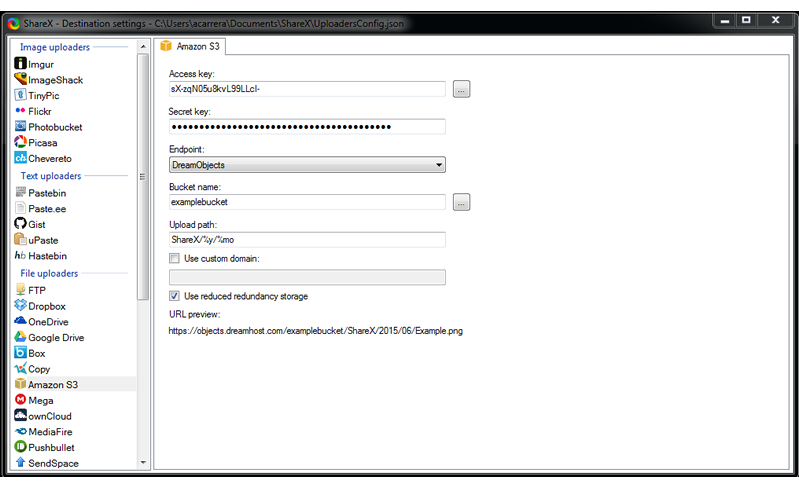 ShareX - Destination settings - C:\Users\acarrera\Documents\ShareX\UploadersConfig.json
Image uploaders
Imgur
ImageShack
TinyPic
Flickr
Photobucket
Picasa
ch Chevereto
Text uploaders
Pastebin
Paste.ee
Gist
uPaste
hb Hastebin
File uploaders
FTP
Dropbox
OneDrive
Google Drive
Box
Copy
Amazon S3
Mega
ownCloud
MediaFire
Pushbullet
SendSpace
Amazon S3
Access key:
sX-zqN05u8kvL99LLcI-
...
Secret key:
Endpoint:
DreamObjects
Bucket name:
examplebucket
...
Upload path:
ShareX/%y/%mo
Use custom domain:
Use reduced redundancy storage
URL preview:
https://objects.dreamhost.com/examplebucket/ShareX/2015/06/Example.png